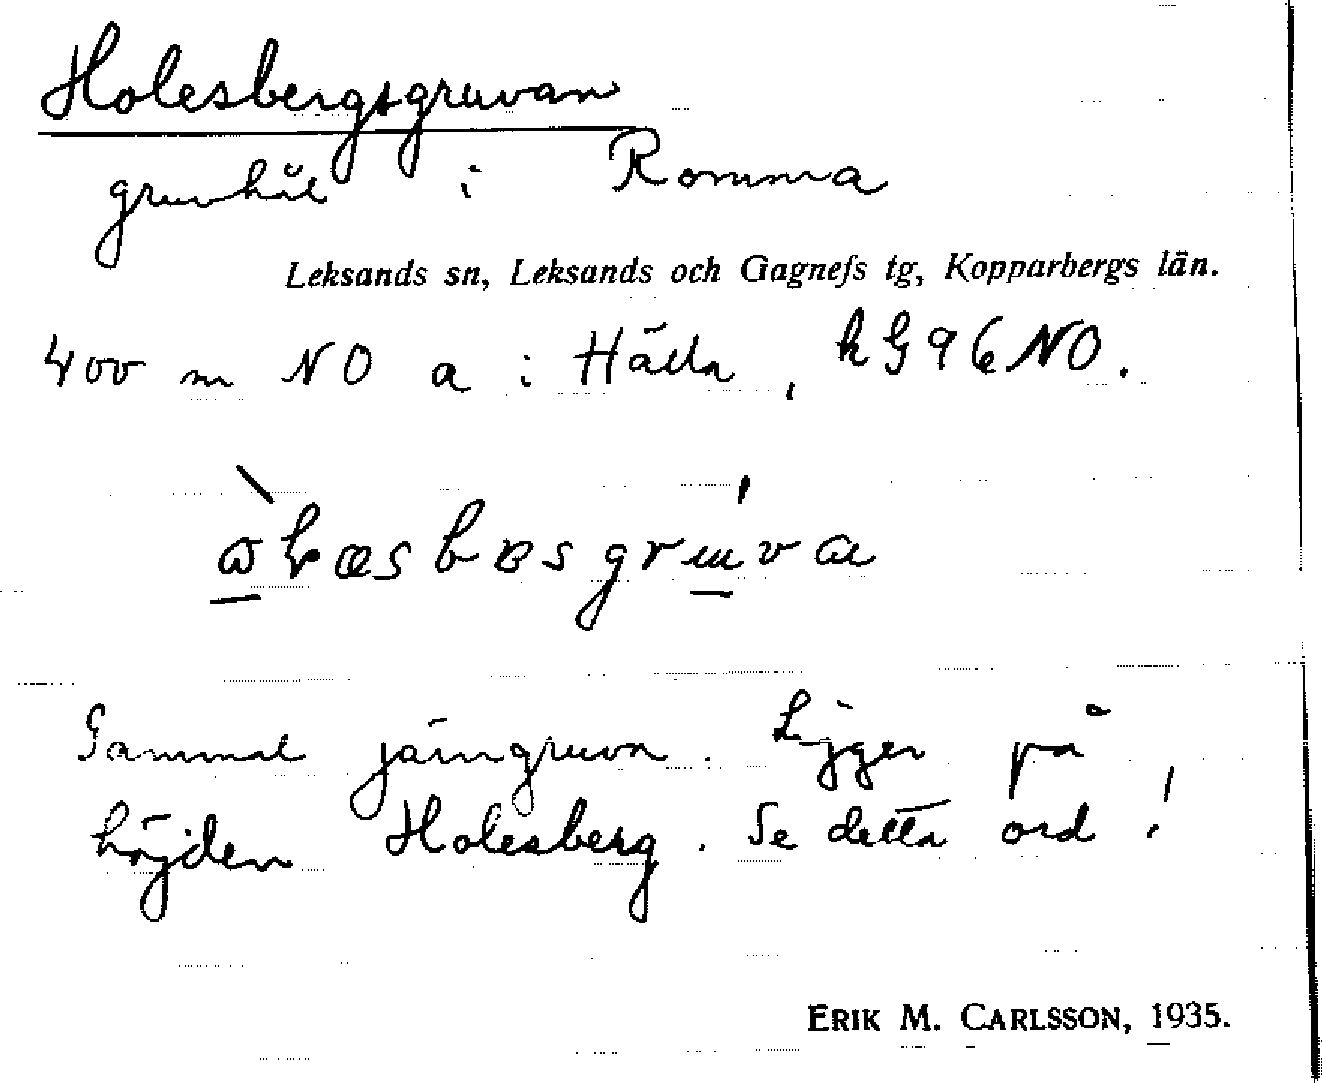 Holesbergsgruvan
gruvhål i Romma
Leksands sn, Leksands och Gagnefs tg, Kopparbergs län.
400 m NO a i Hälla, kG96NO.
Gammal järngruva. Ligger på
höjden Holesberg. Se detta ord!
ERIK M. CARLSSON, 1935.